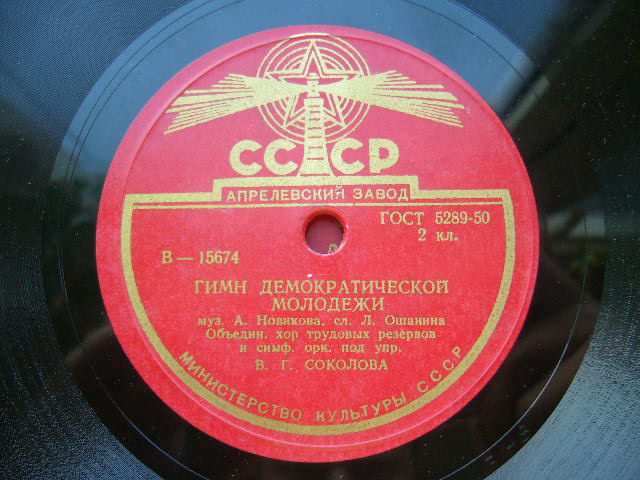 СССР
АПРЕЛЕВСКИЙ ЗАВОД
ГОСТ 5289-50
2 кл.
В — 15674
ГИМН ДЕМОКРАТИЧЕСКОЙ
МОЛОДЕЖИ
муз. А. Новикова, сл. Л. Ошанина
Объедин. хор трудовых резервов
и симф. орк. под упр.
В. Г. СОКОЛОВА
МИНИСТЕРСТВО КУЛЬТУРЫ СССР